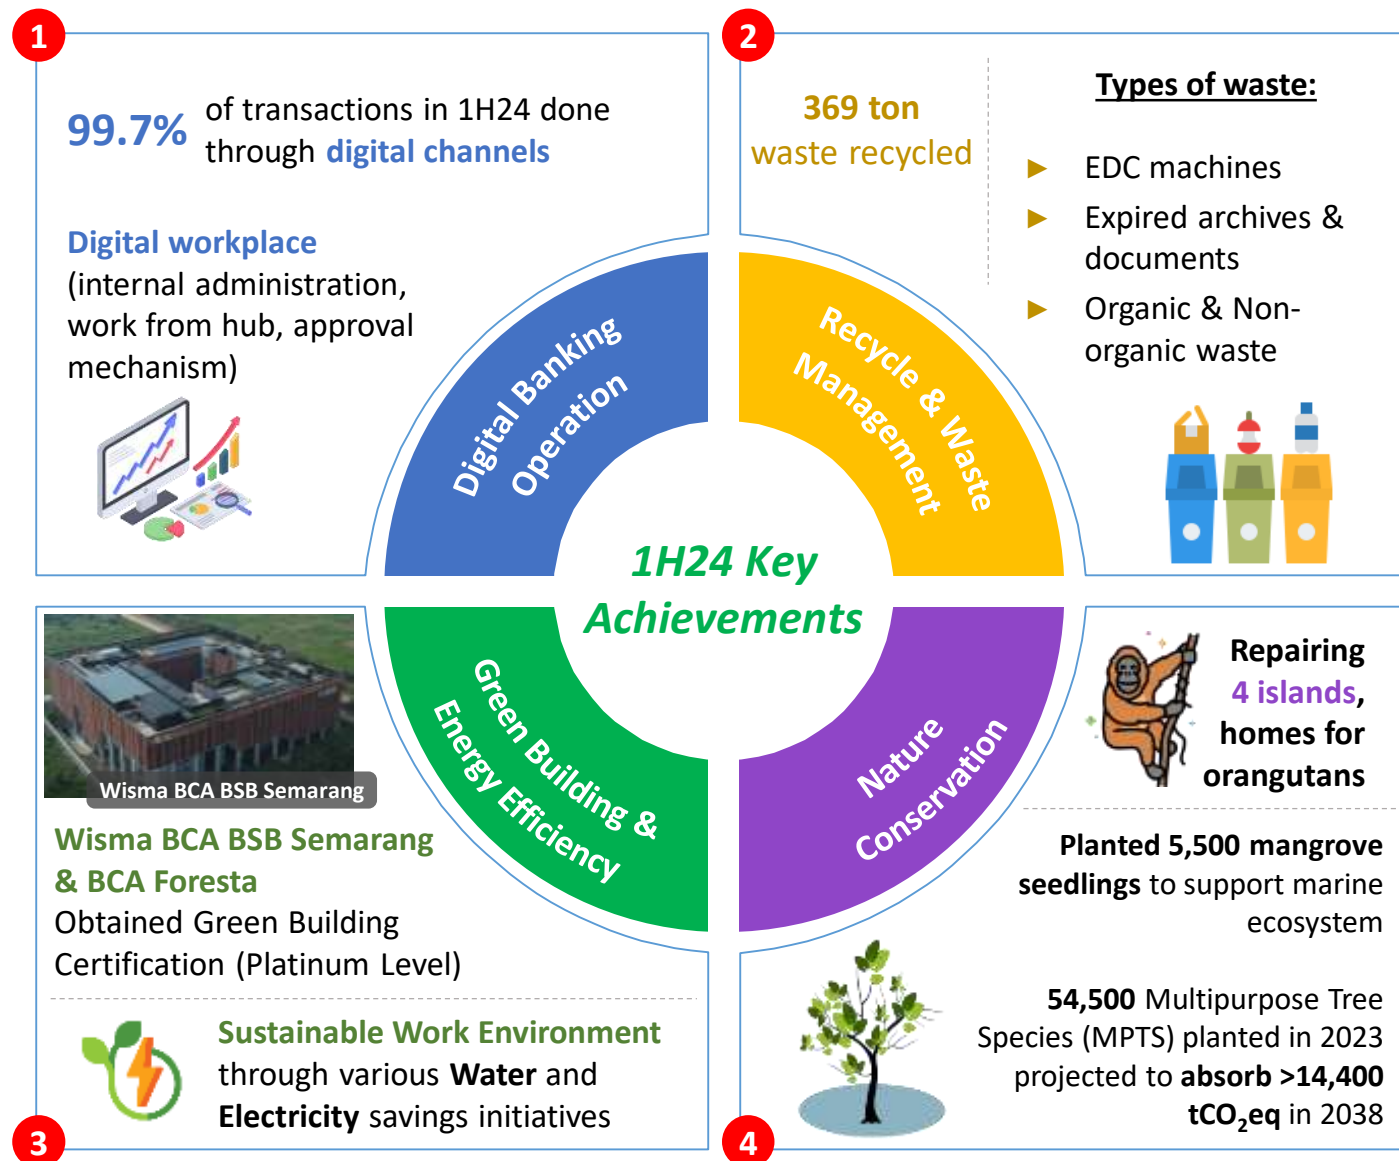 1
99.7%
of transactions in 1H24 done
through digital channels
Digital workplace
(internal administration,
work from hub, approval
mechanism)
Digital Banking
Operation
2
369 ton
waste recycled
Types of waste:
► EDC machines
► Expired archives &
documents
► Organic & Non-
organic waste
Recycle & Waste
Management
1H24 Key
Achievements
Green Building &
Energy Efficiency
Wisma BCA BSB Semarang
Wisma BCA BSB Semarang
& BCA Foresta
Obtained Green Building
Certification (Platinum Level)
Sustainable Work Environment
through various Water and
Electricity savings initiatives
3
Nature
Conservation
Repairing
4 islands,
homes for
orangutans
Planted 5,500 mangrove
seedlings to support marine
ecosystem
54,500 Multipurpose Tree
Species (MPTS) planted in 2023
projected to absorb >14,400
tCO₂eq in 2038
4